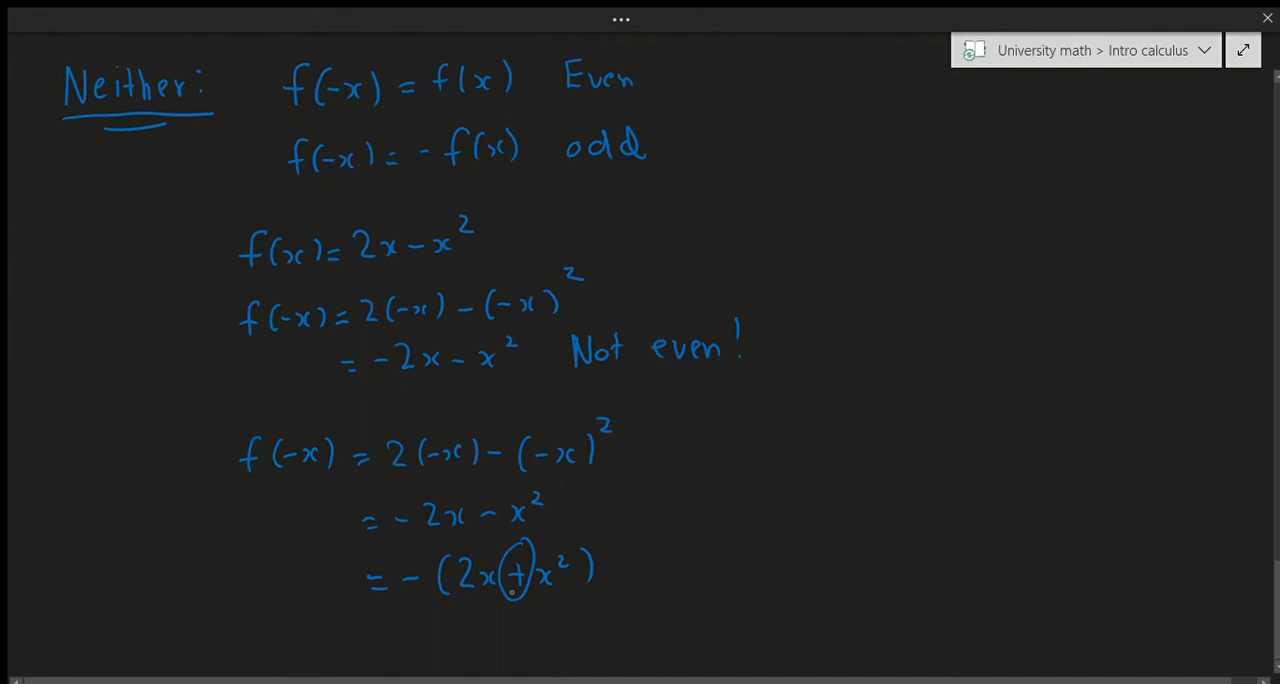 University math > Intro calculus
Neither: f(-x) = f(x) Even
f(-x) = - f(x) odd
f(x) = 2x - x²
f(-x) = 2(-x) - (-x)²
= - 2x - x² Not even!
f(-x) = 2(-x) - (-x)²
= - 2x - x²
= - (2x + x²)